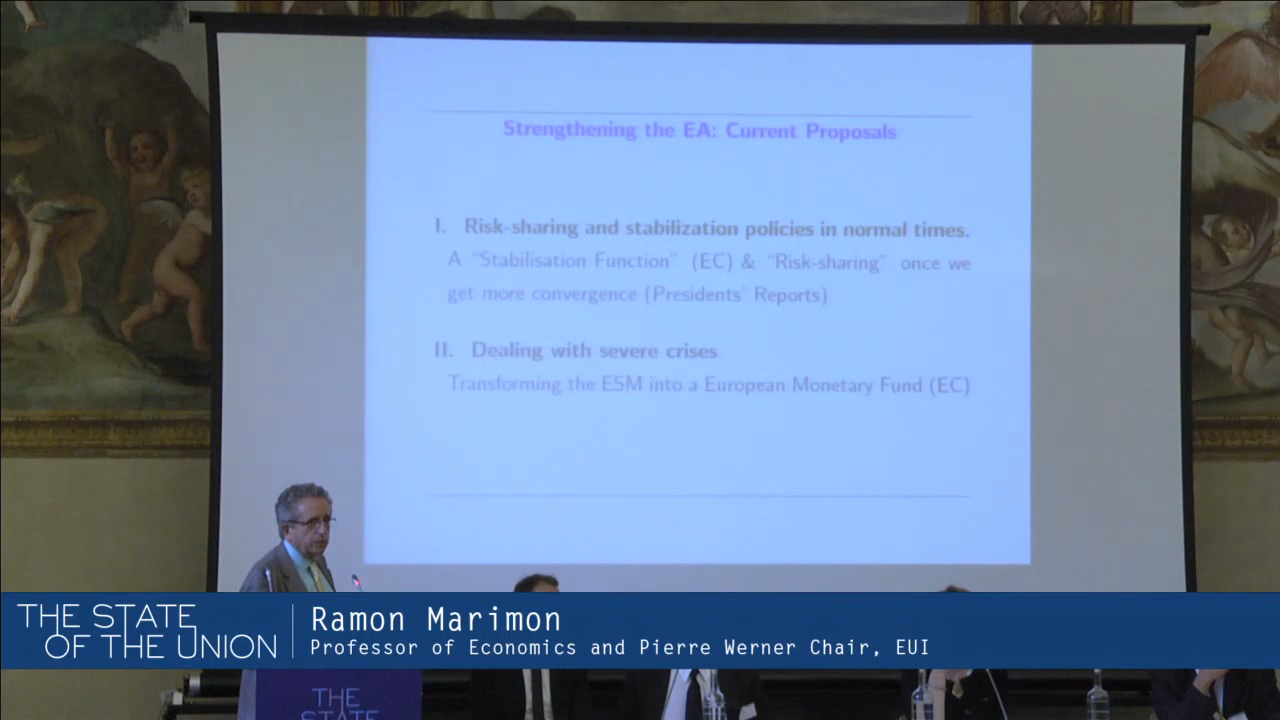 Strengthening the EA: Current Proposals
I. Risk-sharing and stabilization policies in normal times.
A "Stabilisation Function" (EC) & "Risk-sharing" once we
get more convergence (Presidents' Reports)
II. Dealing with severe crises
Transforming the ESM into a European Monetary Fund (EC)
THE STATE
OF THE UNION
Ramon Marimon
Professor of Economics and Pierre Werner Chair, EUI
THE
STATE